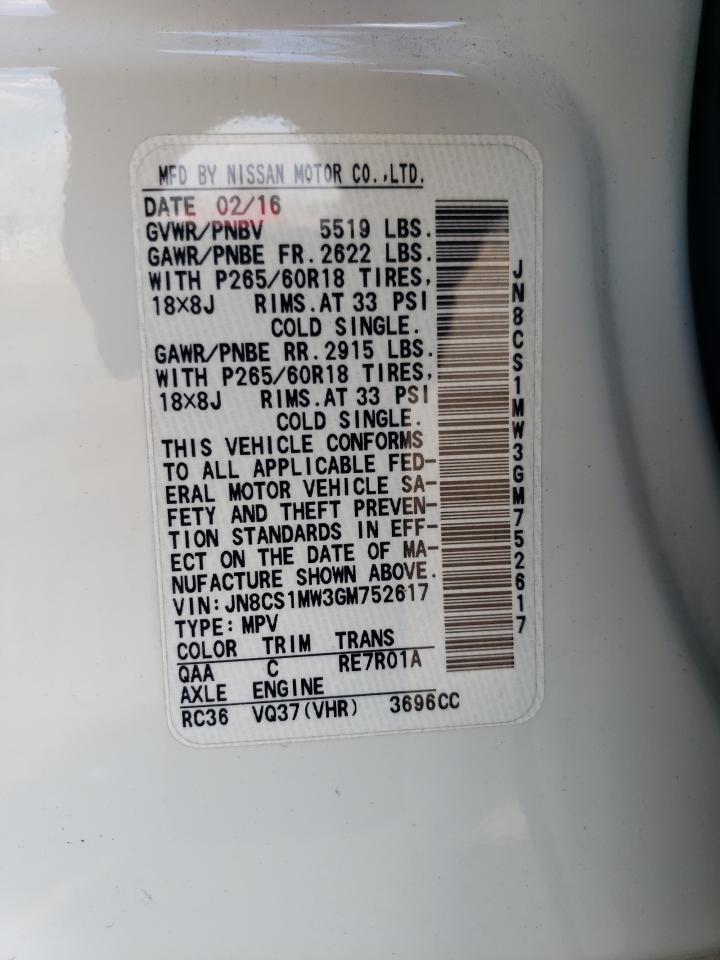 MFD BY NISSAN MOTOR CO.,LTD.
DATE 02/16
GVWR/PNBV 5519 LBS.
GAWR/PNBE FR. 2622 LBS.
WITH P265/60R18 TIRES,
18X8J RIMS.AT 33 PSI
COLD SINGLE.
GAWR/PNBE RR. 2915 LBS.
WITH P265/60R18 TIRES,
18X8J RIMS.AT 33 PSI
COLD SINGLE.
THIS VEHICLE CONFORMS
TO ALL APPLICABLE FED-
ERAL MOTOR VEHICLE SA-
FETY AND THEFT PREVEN-
TION STANDARDS IN EFF-
ECT ON THE DATE OF MA-
NUFACTURE SHOWN ABOVE.
VIN: JN8CS1MW3GM752617
TYPE: MPV
COLOR TRIM TRANS
QAA C RE7R01A
AXLE ENGINE
RC36 VQ37(VHR) 3696CC
JN8CS1MW3GM752617